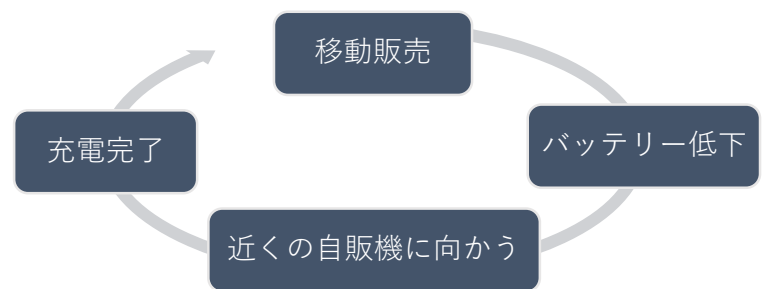 移動販売
バッテリー低下
近くの自販機に向かう
充電完了